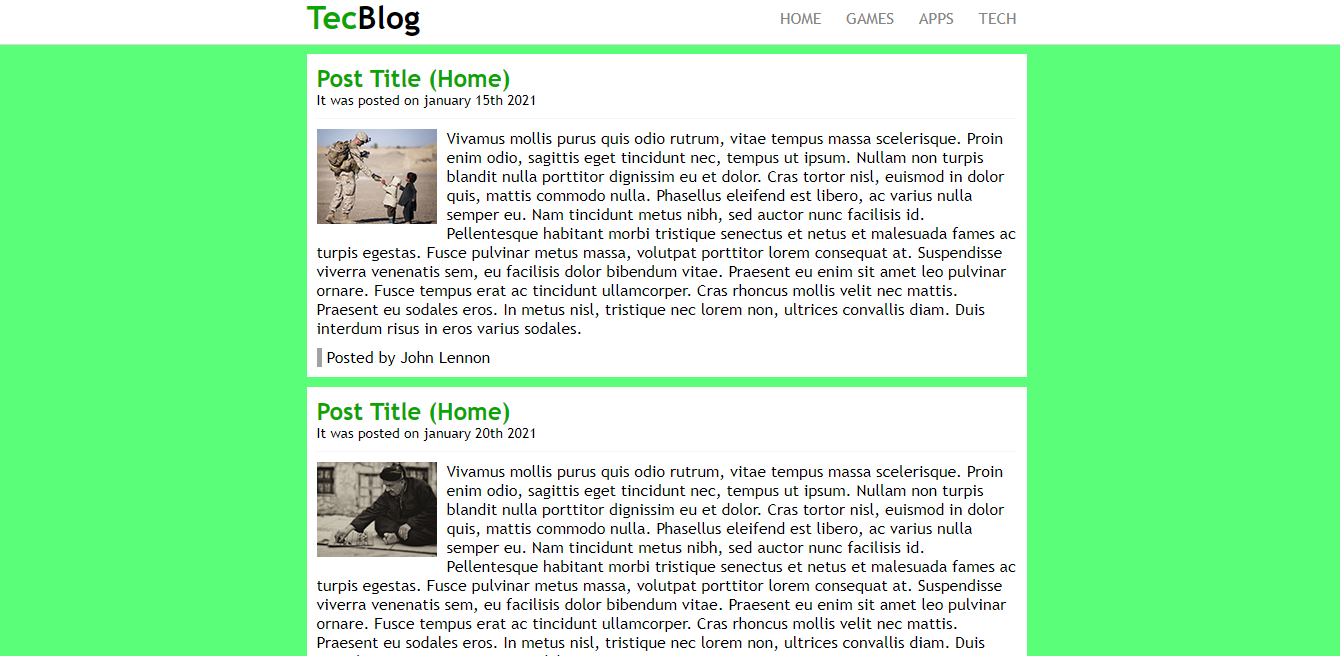 TecBlog
HOME GAMES APPS TECH
Post Title (Home)
It was posted on january 15th 2021
Vivamus mollis purus quis odio rutrum, vitae tempus massa scelerisque. Proin
enim odio, sagittis eget tincidunt nec, tempus ut ipsum. Nullam non turpis
blandit nulla porttitor dignissim eu et dolor. Cras tortor nisl, euismod in dolor
quis, mattis commodo nulla. Phasellus eleifend est libero, ac varius nulla
semper eu. Nam tincidunt metus nibh, sed auctor nunc facilisis id.
Pellentesque habitant morbi tristique senectus et netus et malesuada fames ac
turpis egestas. Fusce pulvinar metus massa, volutpat porttitor lorem consequat at. Suspendisse
viverra venenatis sem, eu facilisis dolor bibendum vitae. Praesent eu enim sit amet leo pulvinar
ornare. Fusce tempus erat ac tincidunt ullamcorper. Cras rhoncus mollis velit nec mattis.
Praesent eu sodales eros. In metus nisl, tristique nec lorem non, ultrices convallis diam. Duis
interdum risus in eros varius sodales.
Posted by John Lennon
Post Title (Home)
It was posted on january 20th 2021
Vivamus mollis purus quis odio rutrum, vitae tempus massa scelerisque. Proin
enim odio, sagittis eget tincidunt nec, tempus ut ipsum. Nullam non turpis
blandit nulla porttitor dignissim eu et dolor. Cras tortor nisl, euismod in dolor
quis, mattis commodo nulla. Phasellus eleifend est libero, ac varius nulla
semper eu. Nam tincidunt metus nibh, sed auctor nunc facilisis id.
Pellentesque habitant morbi tristique senectus et netus et malesuada fames ac
turpis egestas. Fusce pulvinar metus massa, volutpat porttitor lorem consequat at. Suspendisse
viverra venenatis sem, eu facilisis dolor bibendum vitae. Praesent eu enim sit amet leo pulvinar
ornare. Fusce tempus erat ac tincidunt ullamcorper. Cras rhoncus mollis velit nec mattis.
Praesent eu sodales eros. In metus nisl, tristique nec lorem non, ultrices convallis diam. Duis